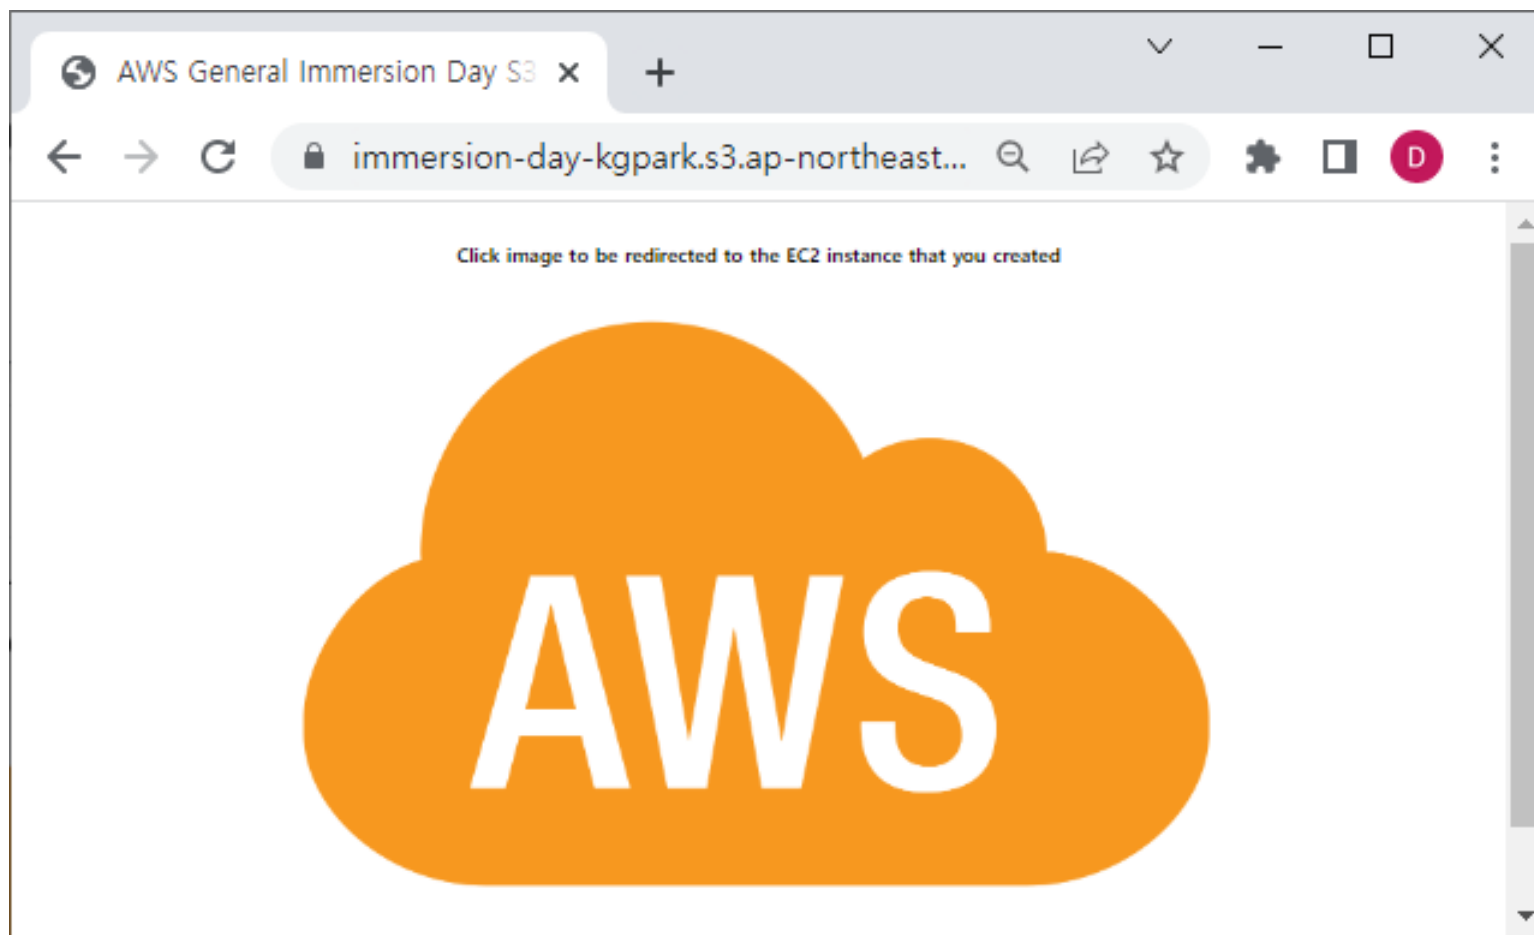 AWS General Immersion Day S3
immersion-day-kgpark.s3.ap-northeast...
D
Click image to be redirected to the EC2 instance that you created
AWS